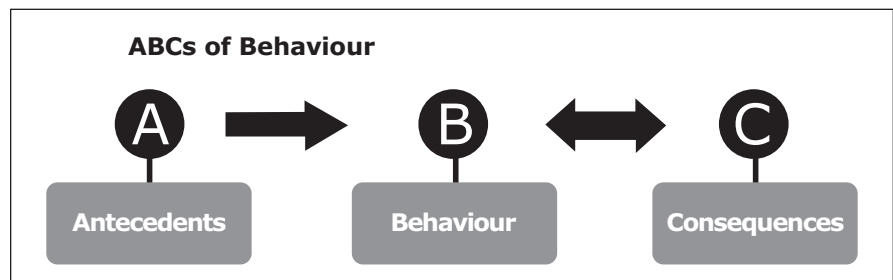 ABCs of Behaviour
A B C
Antecedents Behaviour Consequences